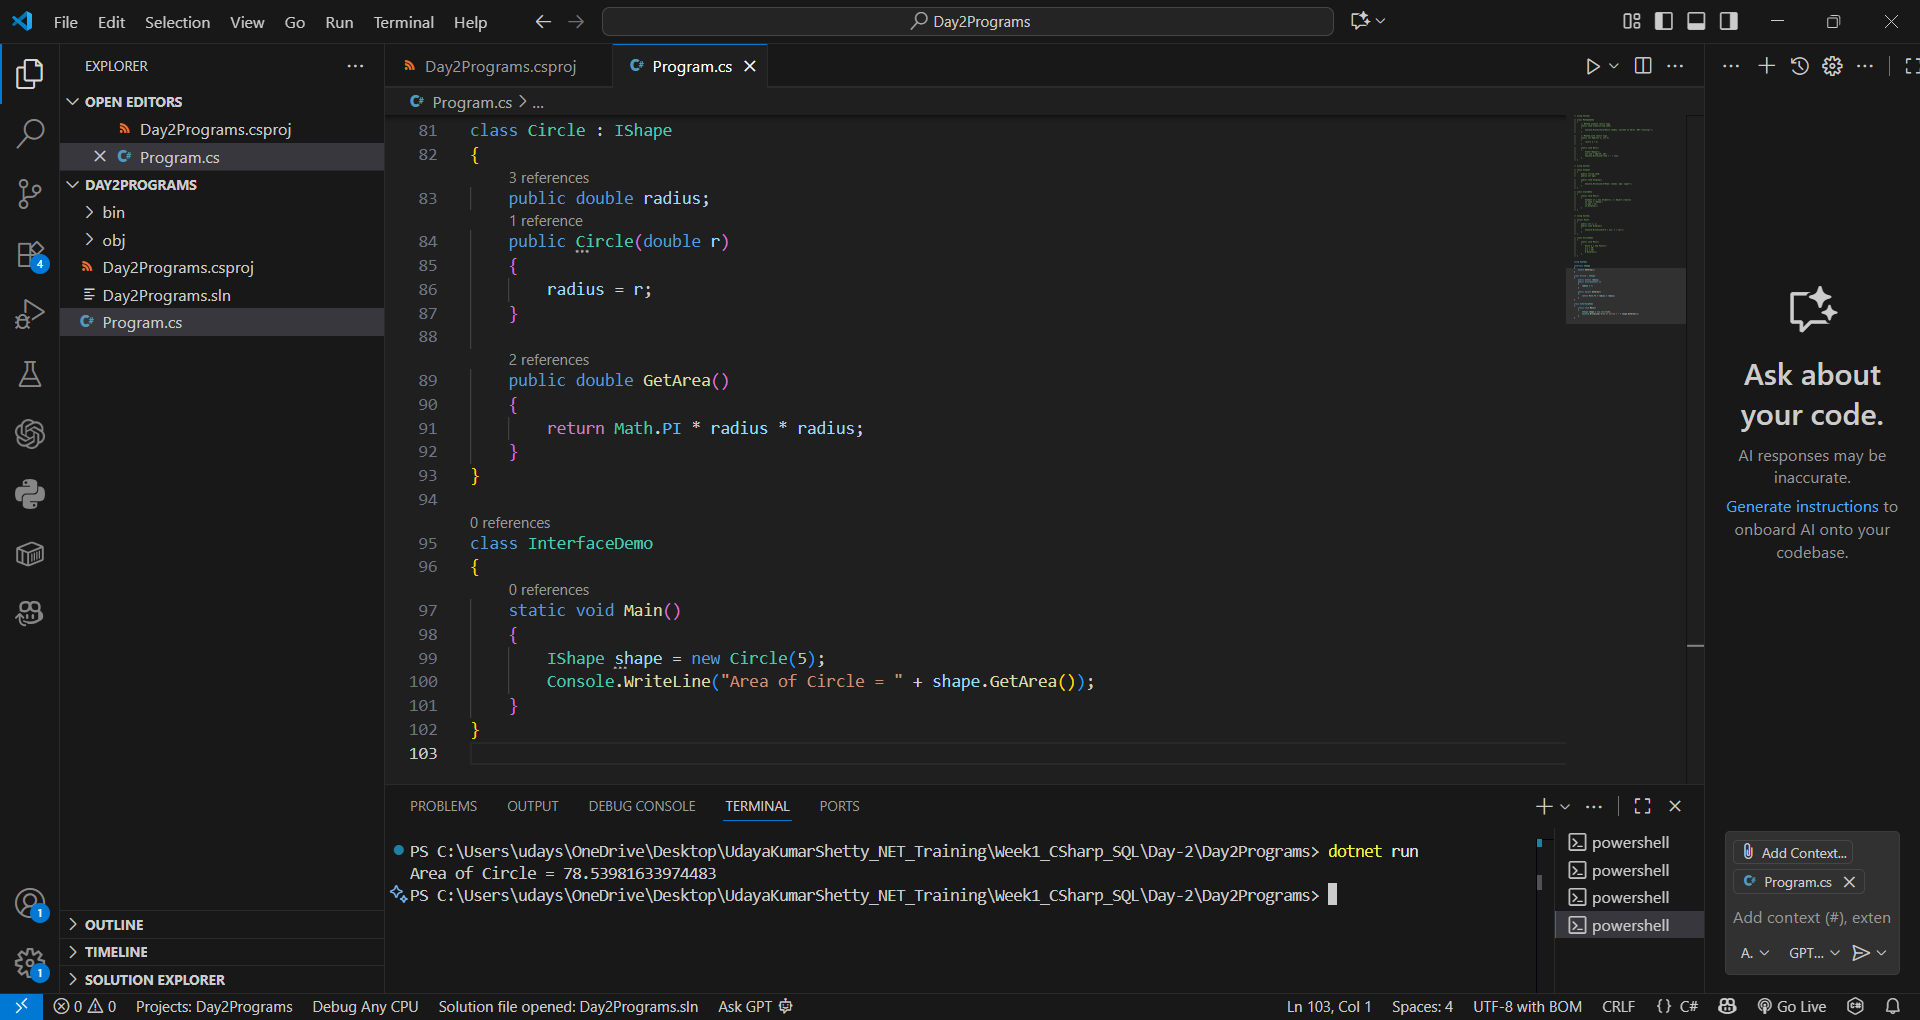 File Edit Selection View Go Run Terminal Help
Day2Programs
EXPLORER
OPEN EDITORS
Day2Programs.csproj
Program.cs
DAY2PROGRAMS
bin
obj
Day2Programs.csproj
Day2Programs.sln
Program.cs
OUTLINE
TIMELINE
SOLUTION EXPLORER
4
1
1
Day2Programs.csproj
Program.cs
Program.cs > ...
81 class Circle : IShape
82 {
3 references
83 public double radius;
1 reference
84 public Circle(double r)
85 {
86 radius = r;
87 }
88
2 references
89 public double GetArea()
90 {
91 return Math.PI * radius * radius;
92 }
93 }
94
0 references
95 class InterfaceDemo
96 {
0 references
97 static void Main()
98 {
99 IShape shape = new Circle(5);
100 Console.WriteLine("Area of Circle = " + shape.GetArea());
101 }
102 }
103
PROBLEMS OUTPUT DEBUG CONSOLE TERMINAL PORTS
PS C:\Users\udays\OneDrive\Desktop\UdayaKumarShetty_NET_Training\Week1_CSharp_SQL\Day-2\Day2Programs> dotnet run
Area of Circle = 78.53981633974483
PS C:\Users\udays\OneDrive\Desktop\UdayaKumarShetty_NET_Training\Week1_CSharp_SQL\Day-2\Day2Programs>
powershell
powershell
powershell
powershell
Ask about
your code.
AI responses may be
inaccurate.
Generate instructions to
onboard AI onto your
codebase.
Add Context...
Program.cs
Add context (#), exten
A. GPT...
0 0 Projects: Day2Programs Debug Any CPU Solution file opened: Day2Programs.sln Ask GPT Ln 103, Col 1 Spaces: 4 UTF-8 with BOM CRLF {} C# Go Live